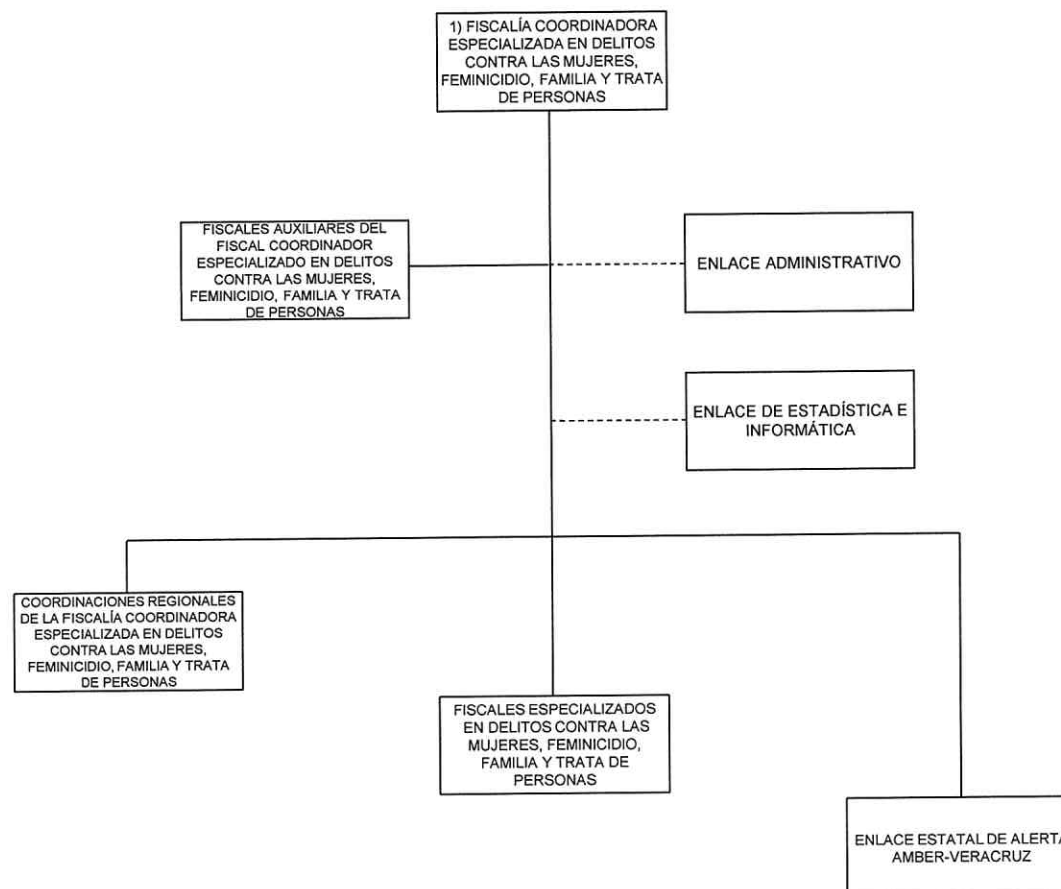 1) FISCALÍA COORDINADORA
ESPECIALIZADA EN DELITOS
CONTRA LAS MUJERES,
FEMINICIDIO, FAMILIA Y TRATA
DE PERSONAS
FISCALES AUXILIARES DEL
FISCAL COORDINADOR
ESPECIALIZADO EN DELITOS
CONTRA LAS MUJERES,
FEMINICIDIO, FAMILIA Y TRATA
DE PERSONAS
ENLACE ADMINISTRATIVO
ENLACE DE ESTADÍSTICA E
INFORMÁTICA
COORDINACIONES REGIONALES
DE LA FISCALÍA COORDINADORA
ESPECIALIZADA EN DELITOS
CONTRA LAS MUJERES,
FEMINICIDIO, FAMILIA Y TRATA
DE PERSONAS
FISCALES ESPECIALIZADOS
EN DELITOS CONTRA LAS
MUJERES, FEMINICIDIO,
FAMILIA Y TRATA DE
PERSONAS
ENLACE ESTATAL DE ALERTA
AMBER-VERACRUZ